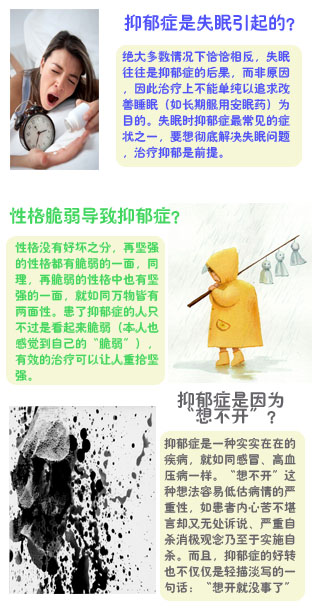 抑郁症是失眠引起的?
绝大多数情况下恰恰相反，失眠
往往是抑郁症的后果，而非原因
，因此治疗上不能单纯以追求改
善睡眠（如长期服用安眠药）为
目的。失眠时抑郁症最常见的症
状之一，要想彻底解决失眠问题
，治疗抑郁是前提。
性格脆弱导致抑郁症?
性格没有好坏之分，再坚强
的性格都有脆弱的一面，同
理，再脆弱的性格中也有坚
强的一面，就如同万物皆有
两面性。患了抑郁症的人只
不过是看起来脆弱（本人也
感觉到自己的“脆弱”），
有效的治疗可以让人重拾坚
强。
抑郁症是因为
“想不开”?
抑郁症是一种实实在在的
疾病，就如同感冒、高血
压病一样。“想不开”这
种想法容易低估病情的严
重性，如患者内心苦不堪
言却又无处诉说、严重自
杀消极观念乃至于实施自
杀。而且，抑郁症的好转
也不仅仅是轻描淡写的一
句话：“想开就没事了”